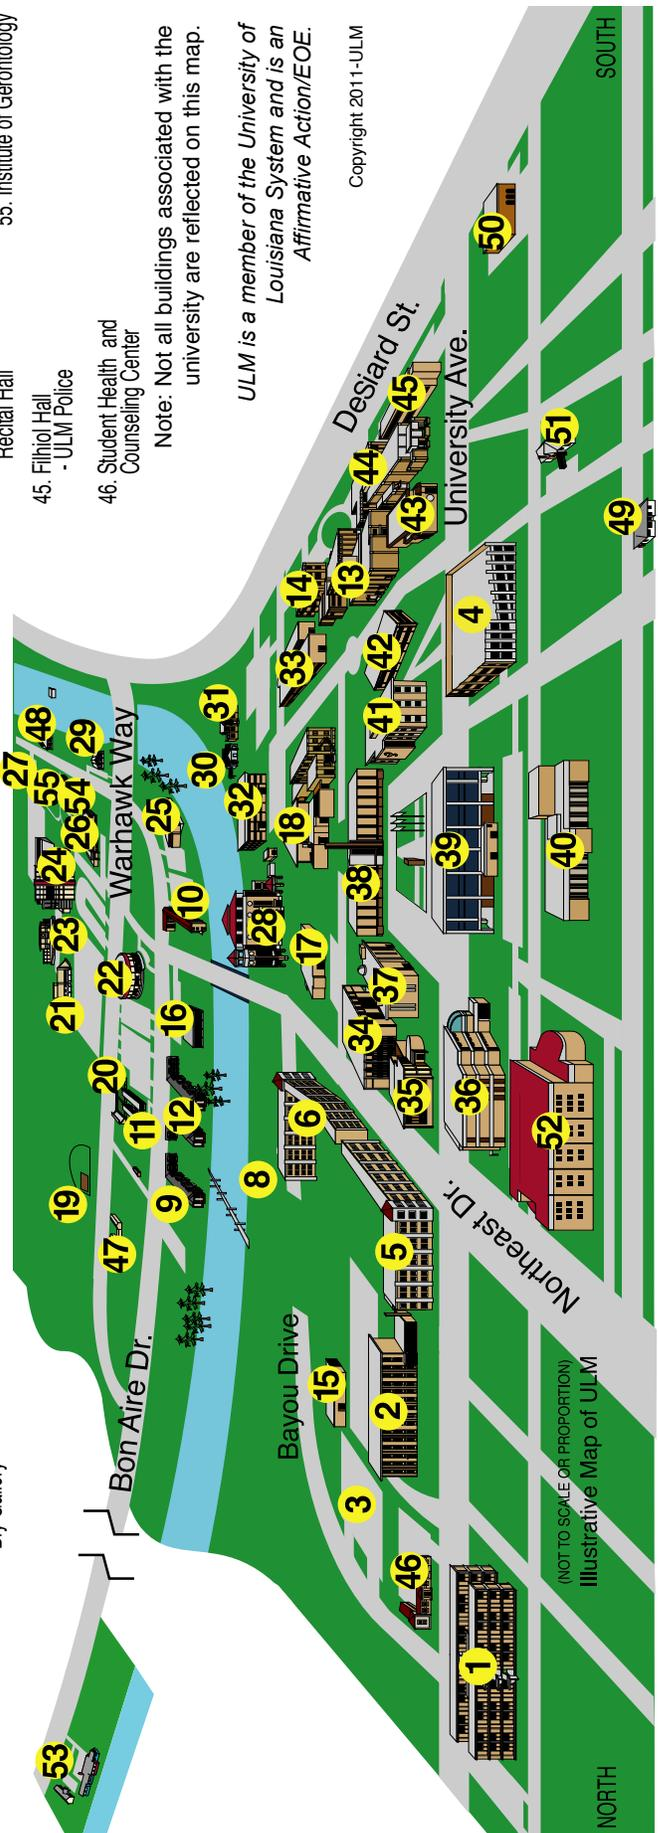 55. Institute of Gerontology
Recital Hall
45. Filhiol Hall
- ULM Police
46. Student Health and
Counseling Center
Note: Not all buildings associated with the
university are reflected on this map.
ULM is a member of the University of
Louisiana System and is an
Affirmative Action/EOE.
Copyright 2011-ULM
Bry Gallery
53
Bon Aire Dr.
47
19
20
11
9
12
16
21
22
23
24
10
26
54
55
27
25
29
48
Warhawk Way
8
6
28
17
32
30
31
18
33
14
Desiard St.
Bayou Drive
15
3
2
5
35
34
37
38
41
42
13
44
43
45
46
Northeast Dr.
36
39
4
University Ave.
50
1
52
40
51
49
(NOT TO SCALE OR PROPORTION)
Illustrative Map of ULM
NORTH
SOUTH